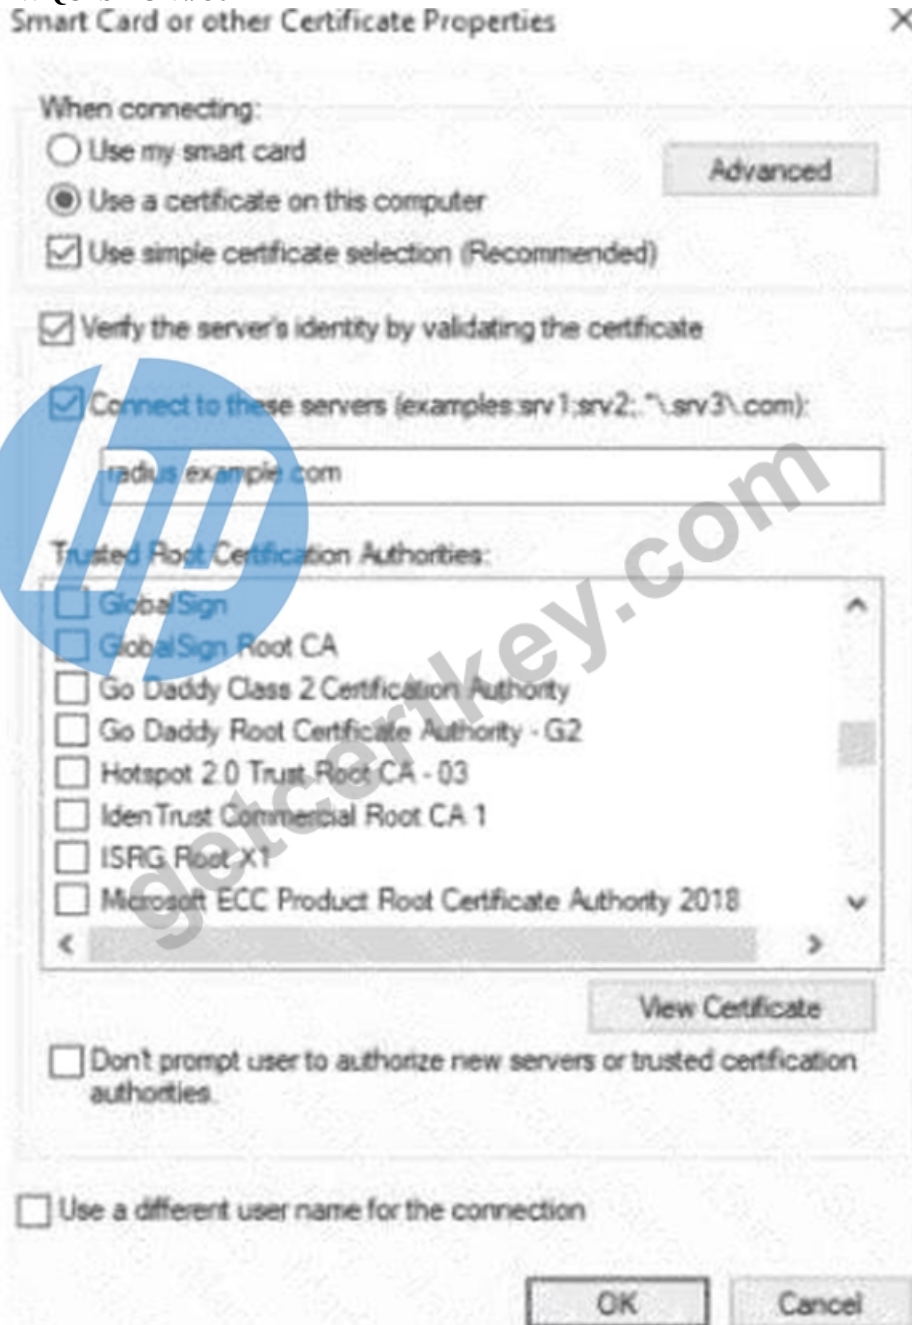 Smart Card or other Certificate Properties
When connecting:
Use my smart card
Advanced
Use a certificate on this computer
Use simple certificate selection (Recommended)
Verify the server's identity by validating the certificate
Connect to these servers (examples:srv1;srv2;.*\.srv3\.com):
radius.example.com
Trusted Root Certification Authorities:
GlobalSign
GlobalSign Root CA
Go Daddy Class 2 Certification Authority
Go Daddy Root Certificate Authority - G2
Hotspot 2.0 Trust Root CA - 03
IdenTrust Commercial Root CA 1
ISRG Root X1
Microsoft ECC Product Root Certificate Authority 2018
View Certificate
Don't prompt user to authorize new servers or trusted certification
authorities.
Use a different user name for the connection
OK
Cancel
hp
getcertkey.com